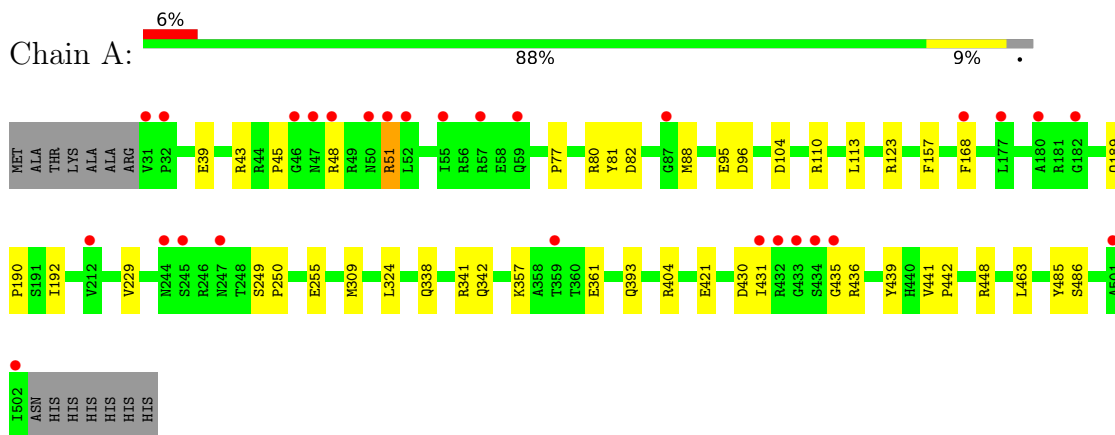 6%
Chain A:
88% 9% •
MET ALA THR LYS ALA ALA ARG V31 P32 E39 R43 R44 P45 G46 N47 R48 R49 N50 R51 L52 I55 R56 R57 E58 Q59 P77 R80 Y81 D82 G87 M88 E95 D96 D104 R110 L113 R123 F157 F168 L177 A180 R181 G182 Q189
P190 S191 I192 V212 V229 N244 S245 R246 N247 T248 S249 P250 E255 M309 L324 Q338 R341 Q342 K357 A358 T359 T360 E361 Q393 R404 E421 D430 I431 R432 G433 S434 G435 R436 Y439 H440 V441 P442 R448 L463 Y485 S486 A501
I502 ASN HIS HIS HIS HIS HIS HIS